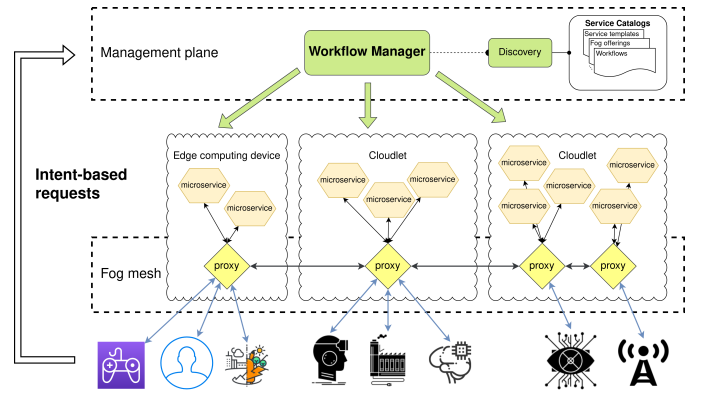 Management plane
Workflow Manager
Discovery
Service Catalogs
Service templates
Fog offerings
Workflows
Intent-based
requests
Edge computing device
microservice
microservice
Cloudlet
microservice
microservice
microservice
Cloudlet
microservice
microservice
microservice
microservice
microservice
Fog mesh
proxy
proxy
proxy
proxy